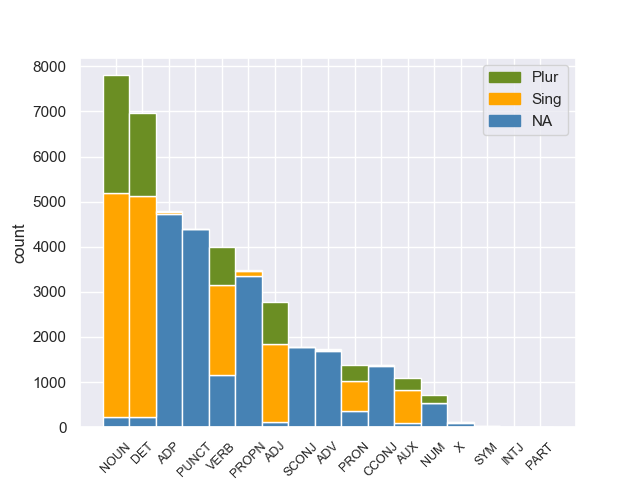 8000
7000
6000
5000
4000
3000
2000
1000
0
count
Plur
Sing
NA
NOUN
DET
ADP
PUNCT
VERB
PROPN
ADJ
SCONJ
ADV
PRON
CCONJ
AUX
NUM
X
SYM
INTJ
PART